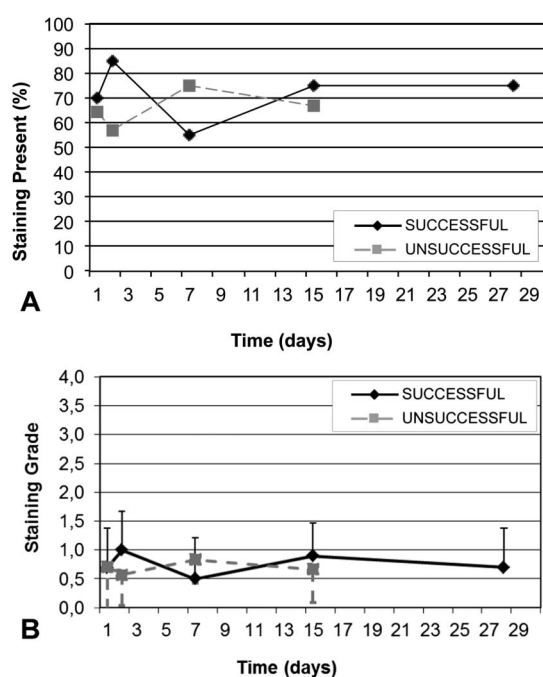 100
90
80
70
60
50
40
30
20
10
0
Staining Present (%)
SUCCESSFUL
UNSUCCESSFUL
1 3 5 7 9 11 13 15 17 19 21 23 25 27 29
A
Time (days)
4,0
3,5
3,0
2,5
2,0
1,5
1,0
0,5
0,0
Staining Grade
SUCCESSFUL
UNSUCCESSFUL
1 3 5 7 9 11 13 15 17 19 21 23 25 27 29
B
Time (days)